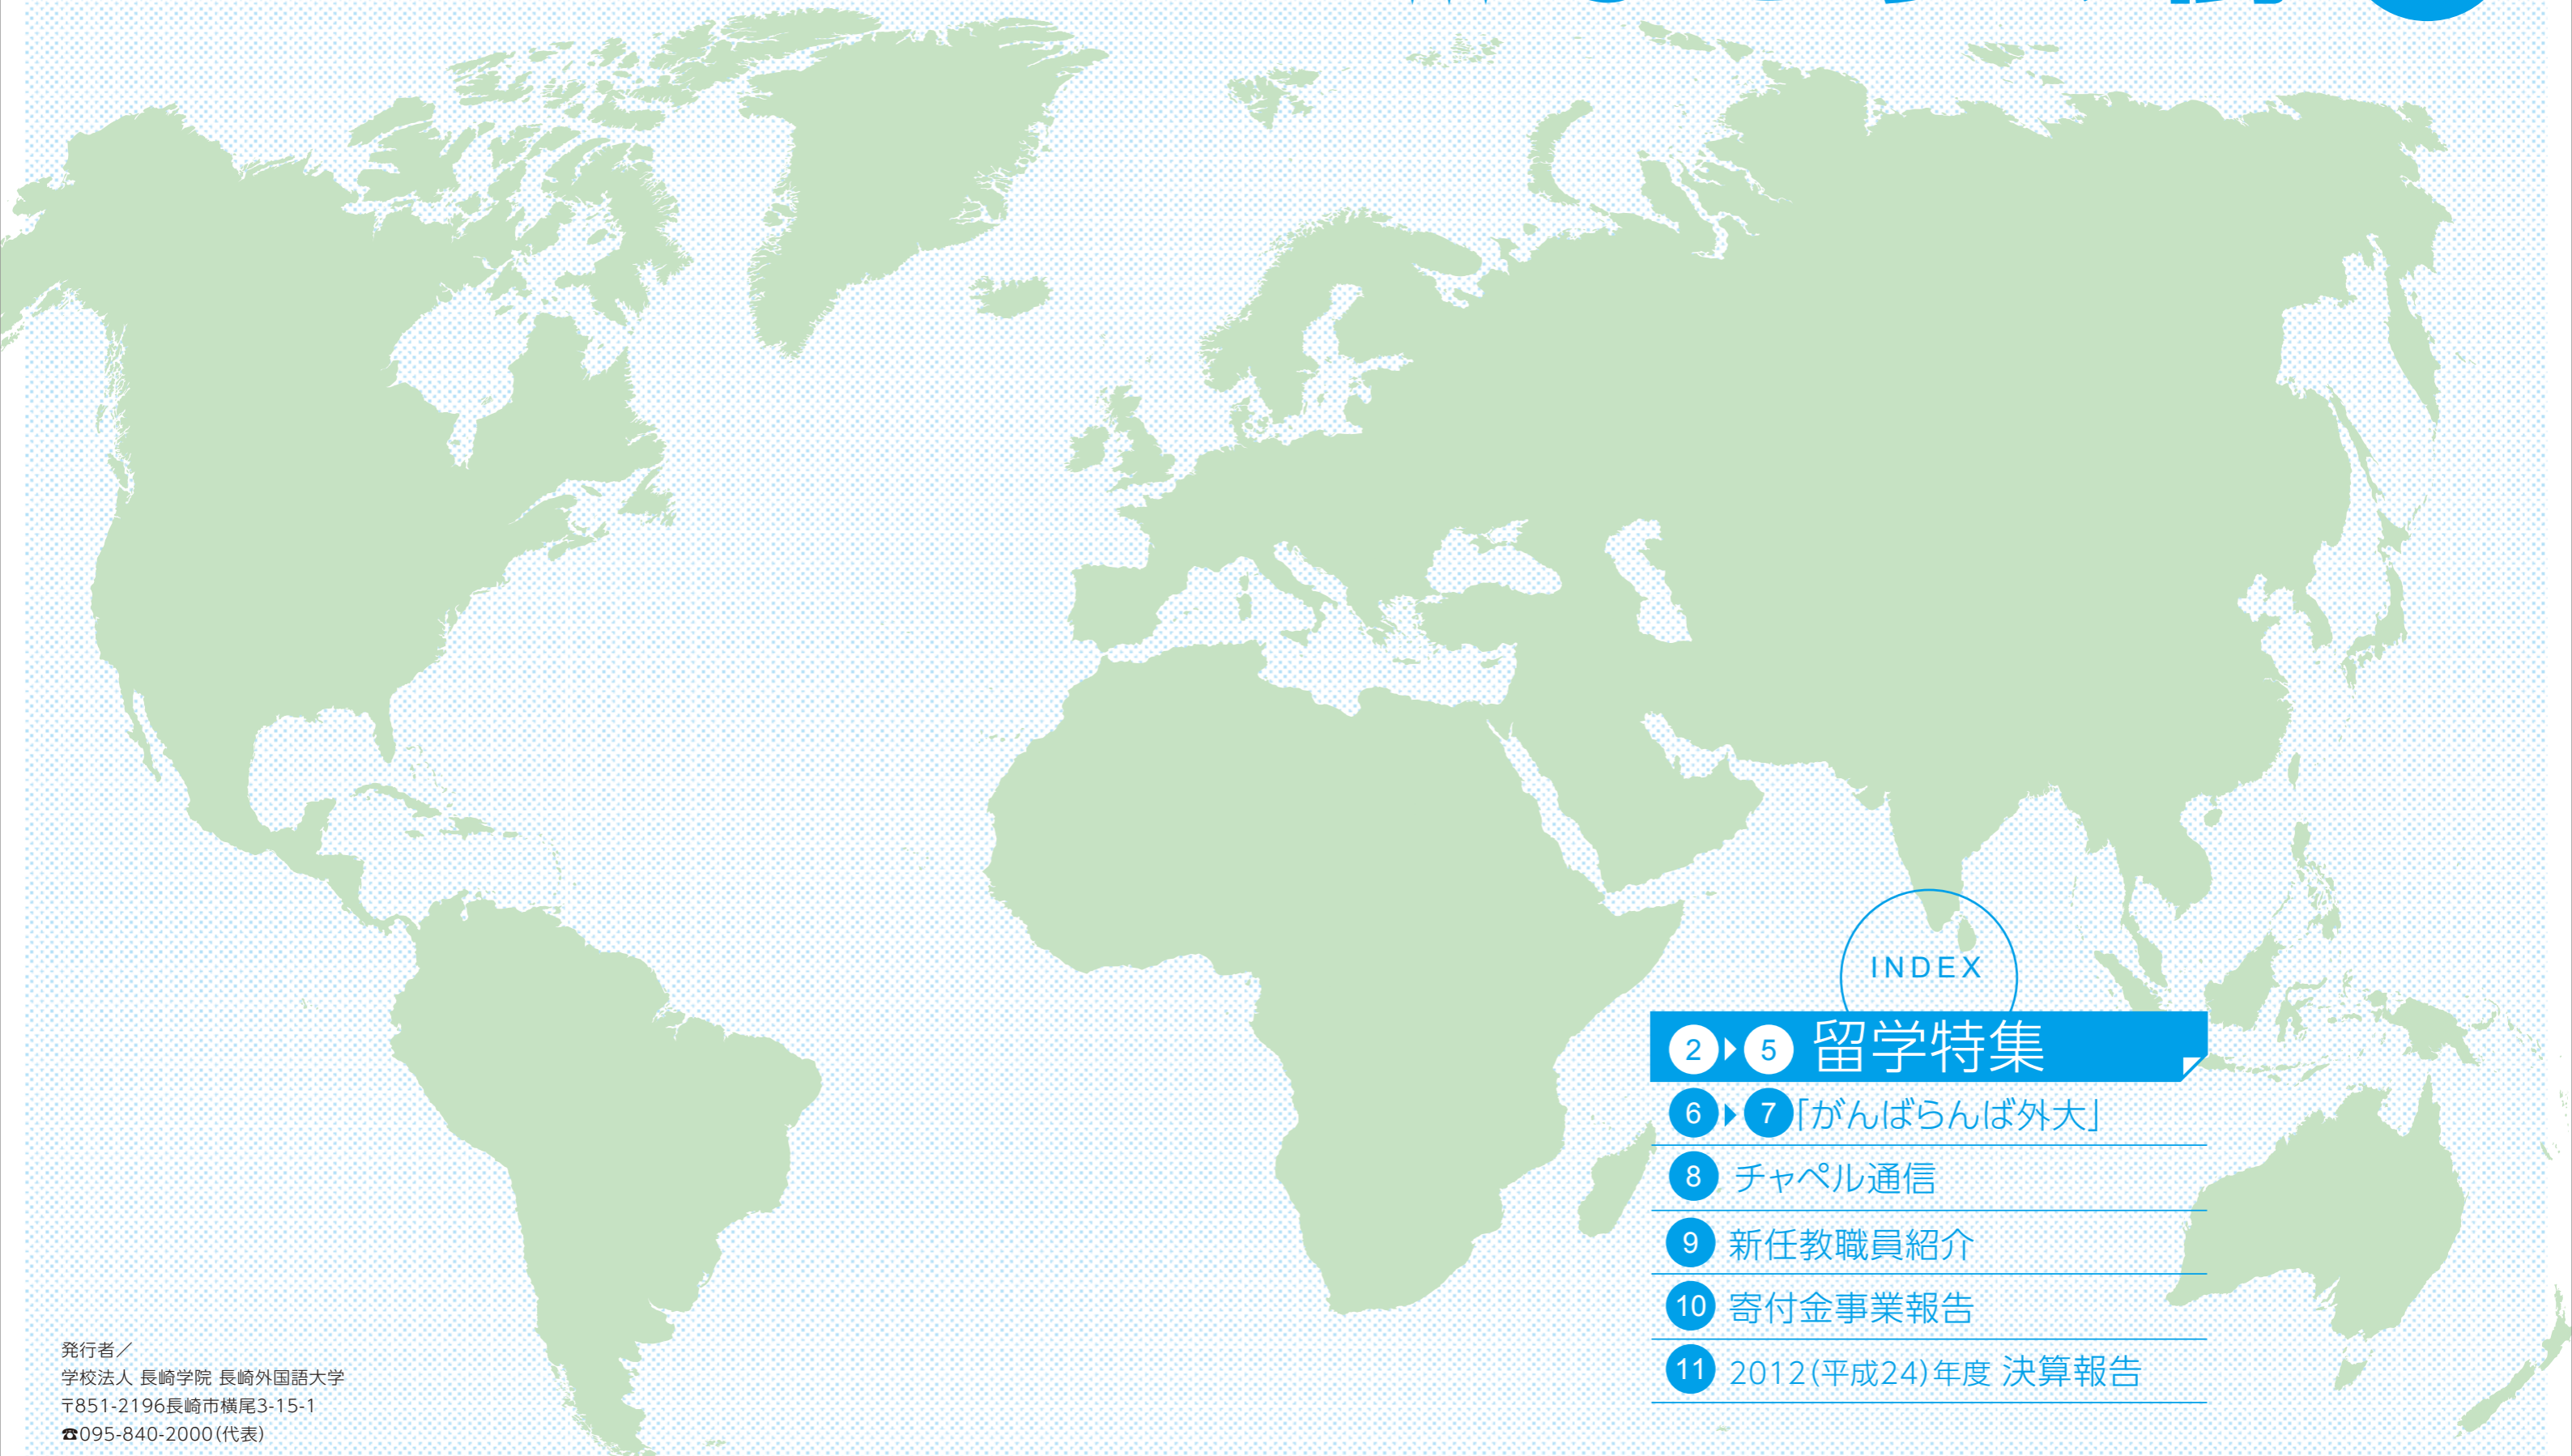 INDEX
2 5 留学特集
6 7 「がんばらんば外大」
8 チャペル通信
9 新任教職員紹介
10 寄付金事業報告
11 2012(平成24)年度 決算報告
発行者／
学校法人 長崎学院 長崎外国語大学
〒851-2196長崎市横尾3-15-1
☎095-840-2000(代表)